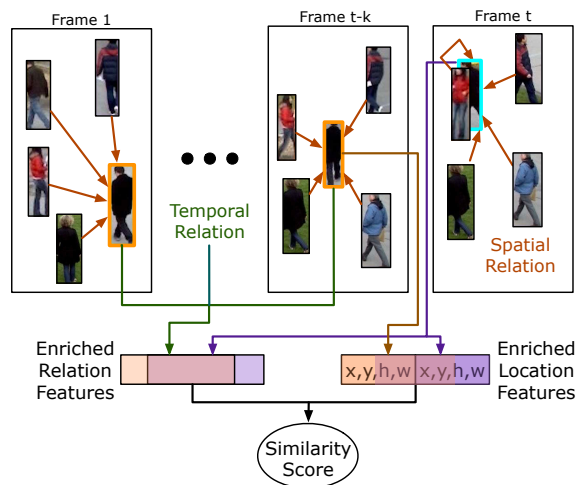 Frame 1
Frame t-k
Frame t
Temporal
Relation
Spatial
Relation
Enriched
Relation
Features
x,y,h,w x,y,h,w
Enriched
Location
Features
Similarity
Score